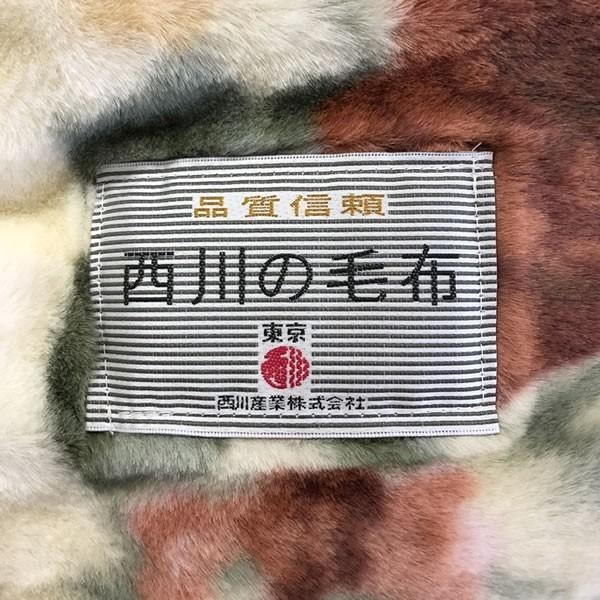 品質信頼
西川の毛布
東京
西川産業株式会社